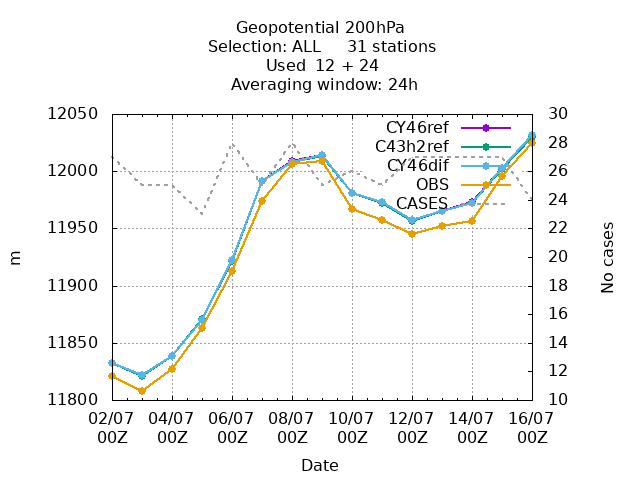 Geopotential 200hPa
Selection: ALL 31 stations
Used 12 + 24
Averaging window: 24h
12050
12000
11950
11900
11850
11800
m
30
28
26
24
22
20
18
16
14
12
10
No cases
CY46ref
C43h2ref
CY46dif
OBS
CASES
02/07 04/07 06/07 08/07 10/07 12/07 14/07 16/07
00Z 00Z 00Z 00Z 00Z 00Z 00Z 00Z
Date